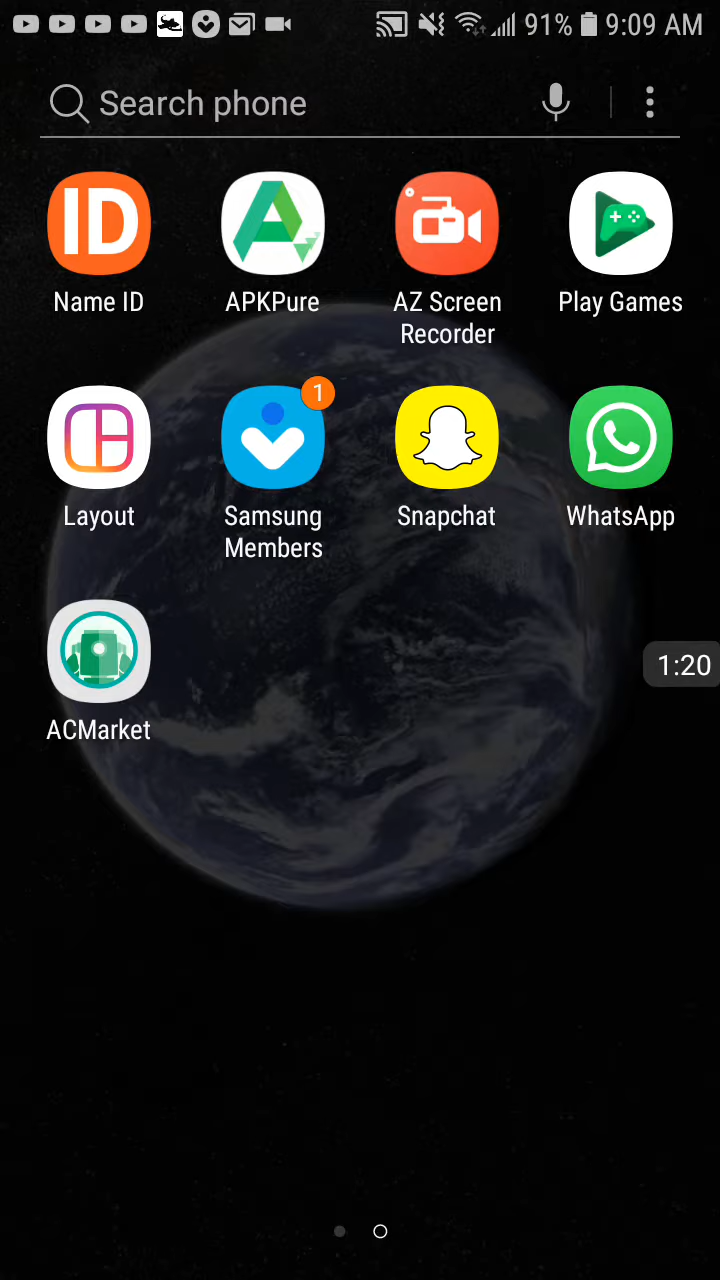 91% 9:09 AM
Search phone
ID
Name ID
APKPure
AZ Screen
Recorder
Play Games
Layout
1
Samsung
Members
Snapchat
WhatsApp
1:20
ACMarket